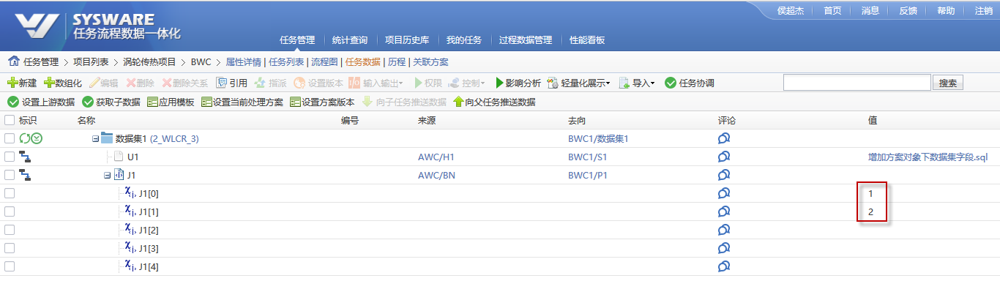 SYSWARE
任务流程数据一体化
侯超杰 | 首页 | 消息 | 反馈 | 帮助 | 注销
任务管理 统计查询 项目历史库 我的任务 过程数据管理 性能看板
任务管理 > 项目列表 > 涡轮传热项目 > BWC > 属性详情 | 任务列表 | 流程图 | 任务数据 | 历程 | 关联方案
新建 数组化 编辑 删除 删除关系 引用 指派 设置版本 I/O 输入输出 权限 控制 影响分析 轻量化展示 导入 任务协调 搜索
设置上游数据 获取子数据 应用模板 设置当前处理方案 设置方案版本 向子任务推送数据 向父任务推送数据
标识 名称 编号 来源 去向 评论 值
数据集1 (2_WLCR_3) BWC1/数据集1
U1 AWC/H1 BWC1/S1 增加方案对象下数据集字段.sql
J1 AWC/BN BWC1/P1
J1[0] 1
J1[1] 2
J1[2]
J1[3]
J1[4]